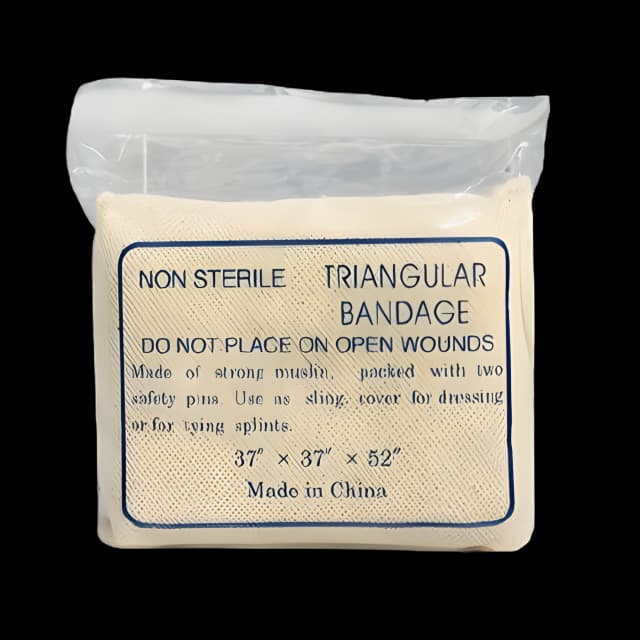 NON STERILE TRIANGULAR
BANDAGE
DO NOT PLACE ON OPEN WOUNDS
Made of strong muslin, packed with two
safety pins. Use as sling, cover for dressing
or for tying splints.
37" × 37" × 52"
Made in China